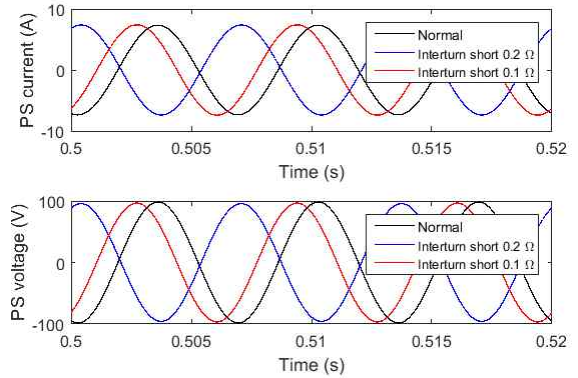 PS current (A)
10
0
-10
Normal
Interturn short 0.2 Ω
Interturn short 0.1 Ω
0.5 0.505 0.51 0.515 0.52
Time (s)
PS voltage (V)
100
0
-100
Normal
Interturn short 0.2 Ω
Interturn short 0.1 Ω
0.5 0.505 0.51 0.515 0.52
Time (s)